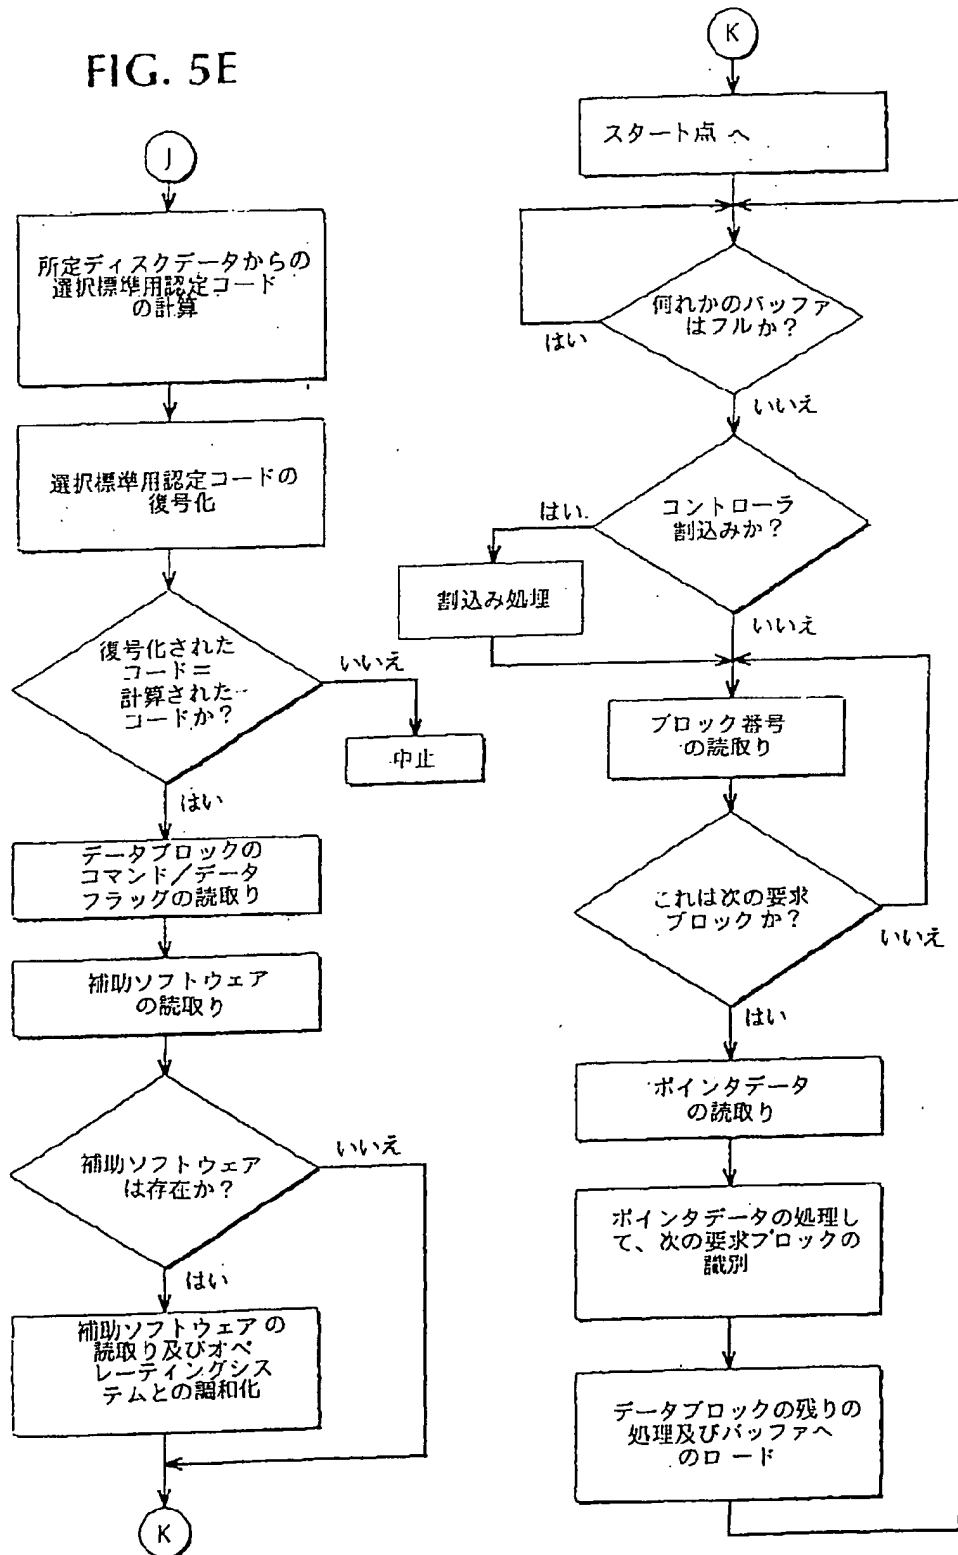 FIG. 5E
J
所定ディスクデータからの
選択標準用認定コード
の計算
選択標準用認定コードの
復号化
復号化された
コード＝
計算された
コードか？
いいえ
中止
はい
データブロックの
コマンド／データ
フラッグの読取り
補助ソフトウェア
の読取り
補助ソフトウェア
は存在か？
いいえ
はい
補助ソフトウェアの
読取り及びオペ
レーティングシス
テムとの調和化
K
K
スタート点 へ
何れかのバッファ
はフルか？
はい
いいえ
コントローラ
割込みか？
はい
割込み処理
いいえ
ブロック番号
の読取り
これは次の要求
ブロックか？
いいえ
はい
ポインタデータ
の読取り
ポインタデータの処理し
て、次の要求ブロックの
識別
データブロックの残りの
処理及びバッファへ
のロード